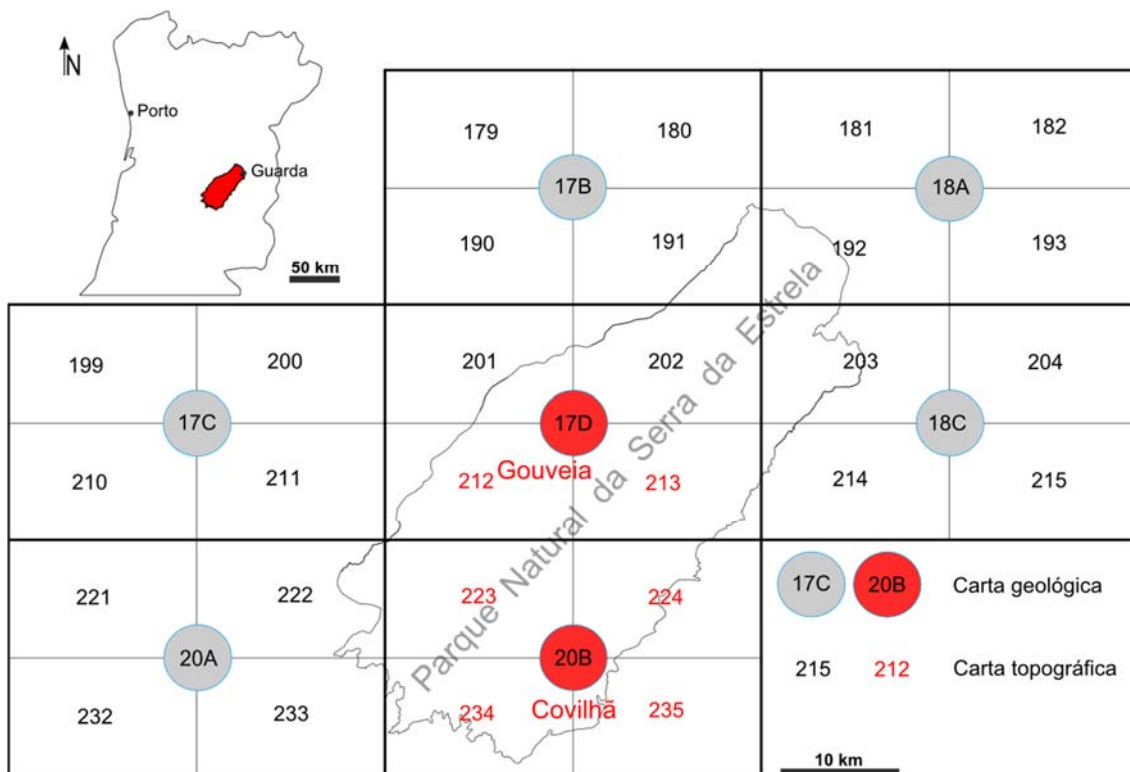 N
Porto
Guarda
50 km
179 180 181 182
17B 18A
190 191 192 193
199 200 201 202 203 204
17C 17D 18C
Gouveia
210 211 212 213 214 215
Parque Natural da Serra da Estrela
221 222 223 224
17C 20B Carta geológica
20A 20B
215 212 Carta topográfica
232 233 234 Covilhã 235
10 km